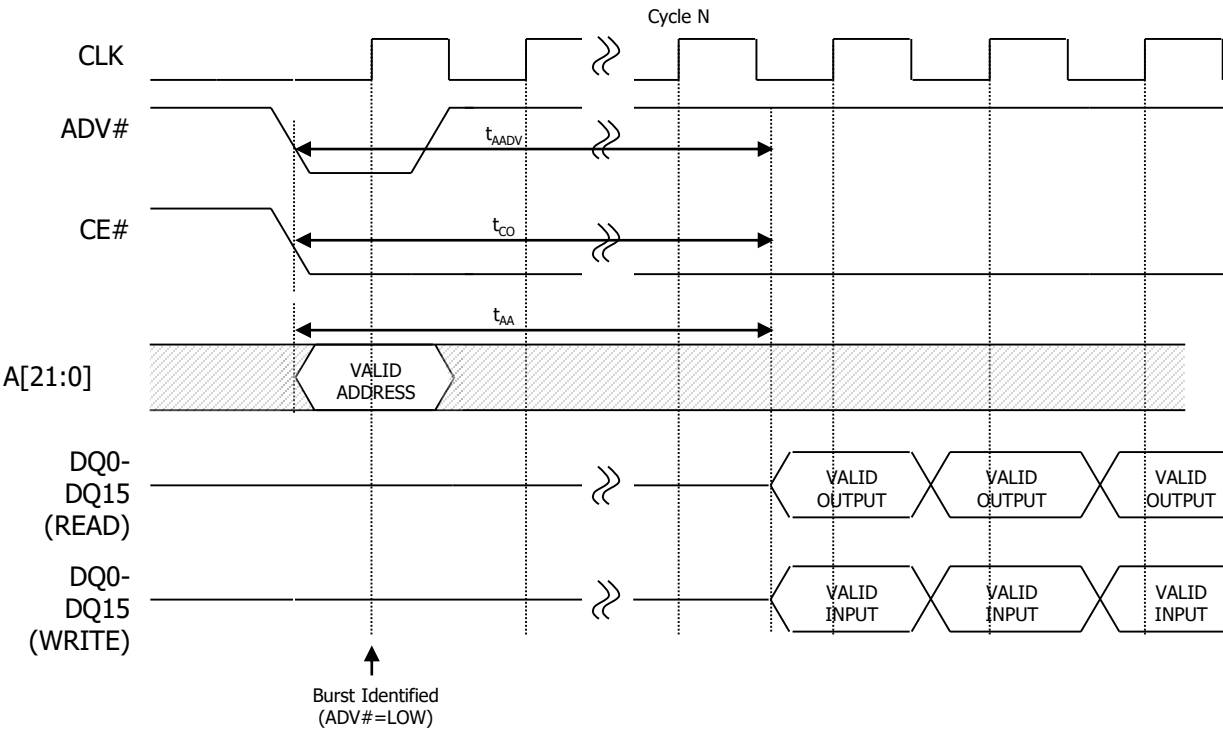 Cycle N
CLK
ADV#
tAADV
CE#
tCO
tAA
A[21:0]
VALID
ADDRESS
DQ0-
DQ15
(READ)
VALID
OUTPUT
VALID
OUTPUT
VALID
OUTPUT
DQ0-
DQ15
(WRITE)
VALID
INPUT
VALID
INPUT
VALID
INPUT
Burst Identified
(ADV#=LOW)